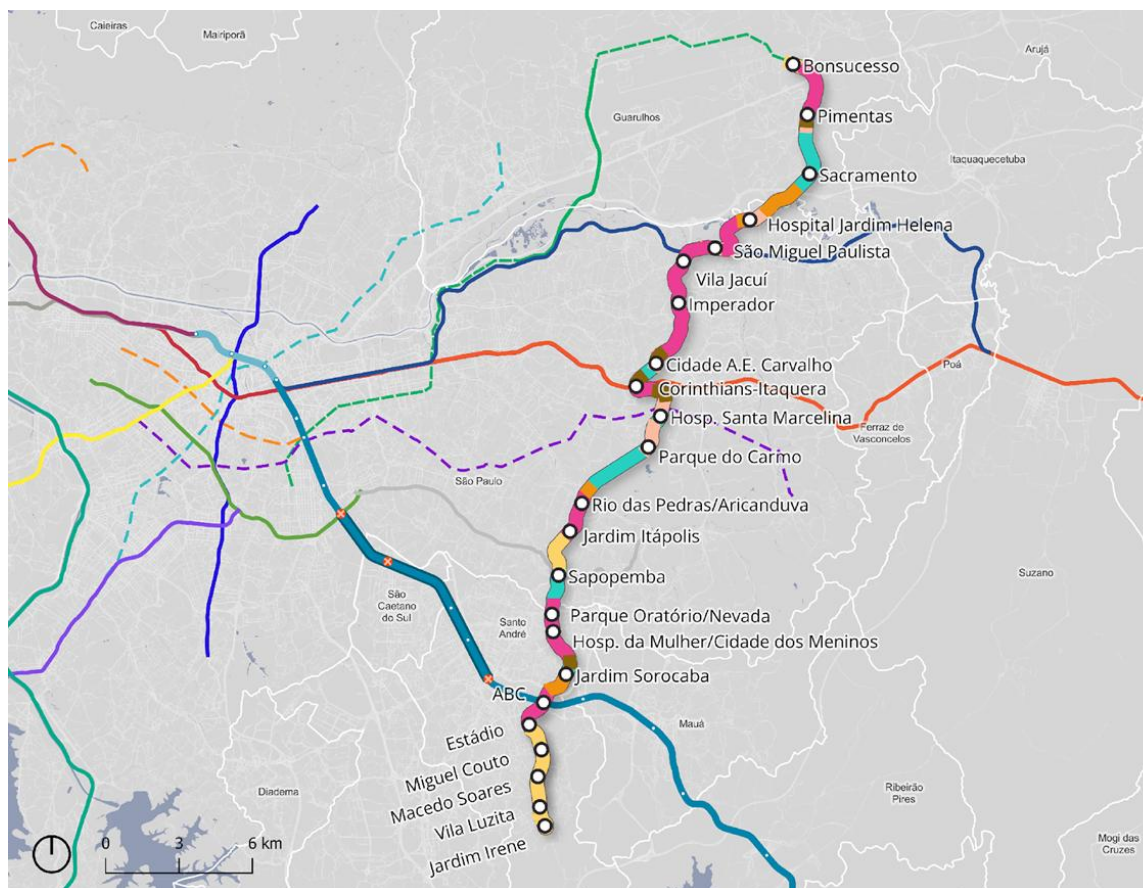 Caieiras
Mairiporã
Arujá
Bonsucesso
Guarulhos
Pimentas
Itaquaquecetuba
Sacramento
Hospital Jardim Helena
São Miguel Paulista
Vila Jacuí
Imperador
Cidade A.E. Carvalho
Poá
Corinthians-Itaquera
Hosp. Santa Marcelina
Ferraz de
Vasconcelos
Parque do Carmo
São Paulo
Rio das Pedras/Aricanduva
Jardim Itápolis
Sapopemba
Suzano
São
Caetano
do Sul
Santo
André
Parque Oratório/Nevada
Hosp. da Mulher/Cidade dos Meninos
Jardim Sorocaba
ABC
Mauá
Estádio
Miguel Couto
Macedo Soares
Vila Luzita
Jardim Irene
Diadema
Ribeirão
Pires
Mogi das
Cruzes
0 3 6 km